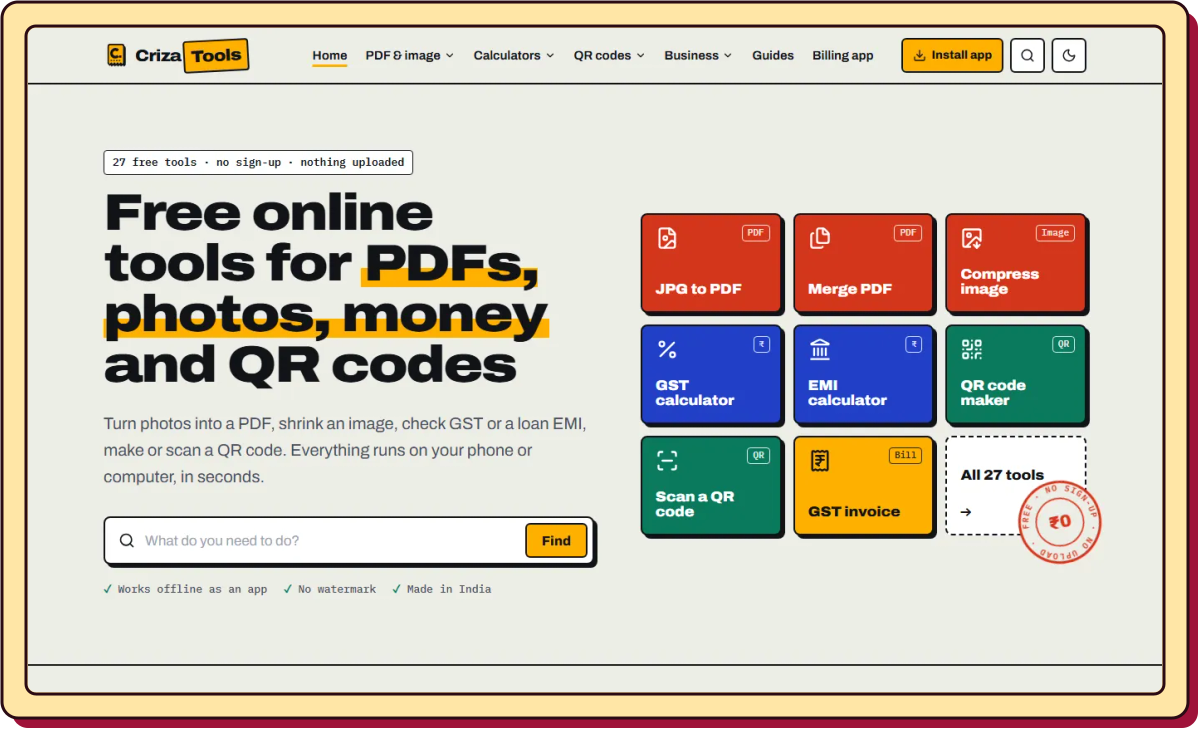 C. Criza Tools
Home PDF & image Calculators QR codes Business Guides Billing app Install app
27 free tools · no sign-up · nothing uploaded
Free online
tools for PDFs,
photos, money
and QR codes
Turn photos into a PDF, shrink an image, check GST or a loan EMI,
make or scan a QR code. Everything runs on your phone or
computer, in seconds.
What do you need to do? Find
✓ Works offline as an app ✓ No watermark ✓ Made in India
PDF
JPG to PDF
PDF
Merge PDF
Image
Compress
image
₹
GST
calculator
₹
EMI
calculator
QR
QR code
maker
QR
Scan a QR
code
Bill
GST invoice
All 27 tools
→
FREE · NO SIGN-UP · NO UPLOAD ·
₹0